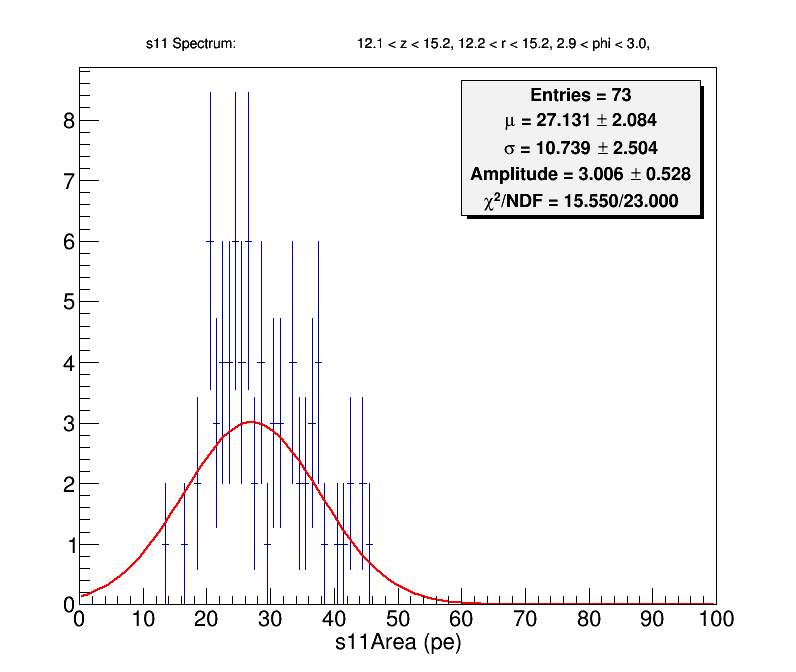 s11 Spectrum: 12.1 < z < 15.2, 12.2 < r < 15.2, 2.9 < phi < 3.0,
Entries = 73
μ = 27.131 ± 2.084
σ = 10.739 ± 2.504
Amplitude = 3.006 ± 0.528
χ²/NDF = 15.550/23.000
8
7
6
5
4
3
2
1
0
0 10 20 30 40 50 60 70 80 90 100
s11Area (pe)